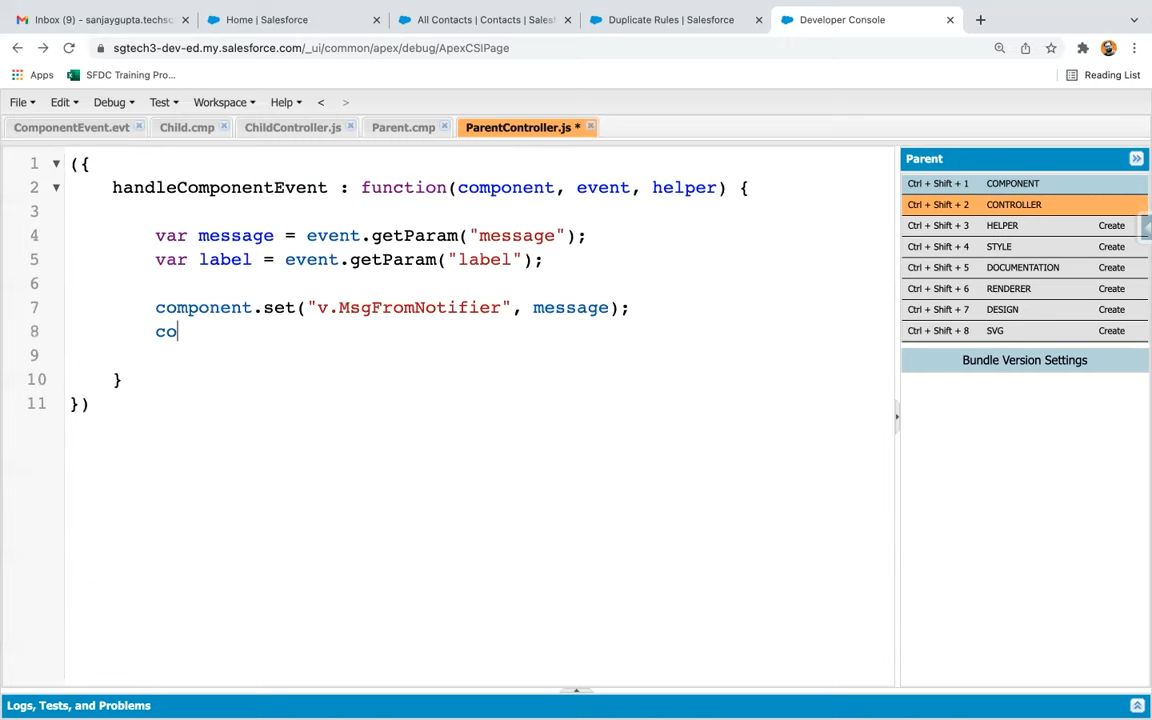 Inbox (9) - sanjaygupta.techsc
Home | Salesforce
All Contacts | Contacts | Sales
Duplicate Rules | Salesforce
Developer Console
sgtech3-dev-ed.my.salesforce.com/_ui/common/apex/debug/ApexCSIPage
Apps
SFDC Training Pro...
Reading List
File Edit Debug Test Workspace Help < >
ComponentEvent.evt
Child.cmp
ChildController.js
Parent.cmp
ParentController.js *
1 ({
2 handleComponentEvent : function(component, event, helper) {
3
4 var message = event.getParam("message");
5 var label = event.getParam("label");
6
7 component.set("v.MsgFromNotifier", message);
8 co
9
10 }
11 })
Parent
Ctrl + Shift + 1 COMPONENT
Ctrl + Shift + 2 CONTROLLER
Ctrl + Shift + 3 HELPER Create
Ctrl + Shift + 4 STYLE Create
Ctrl + Shift + 5 DOCUMENTATION Create
Ctrl + Shift + 6 RENDERER Create
Ctrl + Shift + 7 DESIGN Create
Ctrl + Shift + 8 SVG Create
Bundle Version Settings
Logs, Tests, and Problems